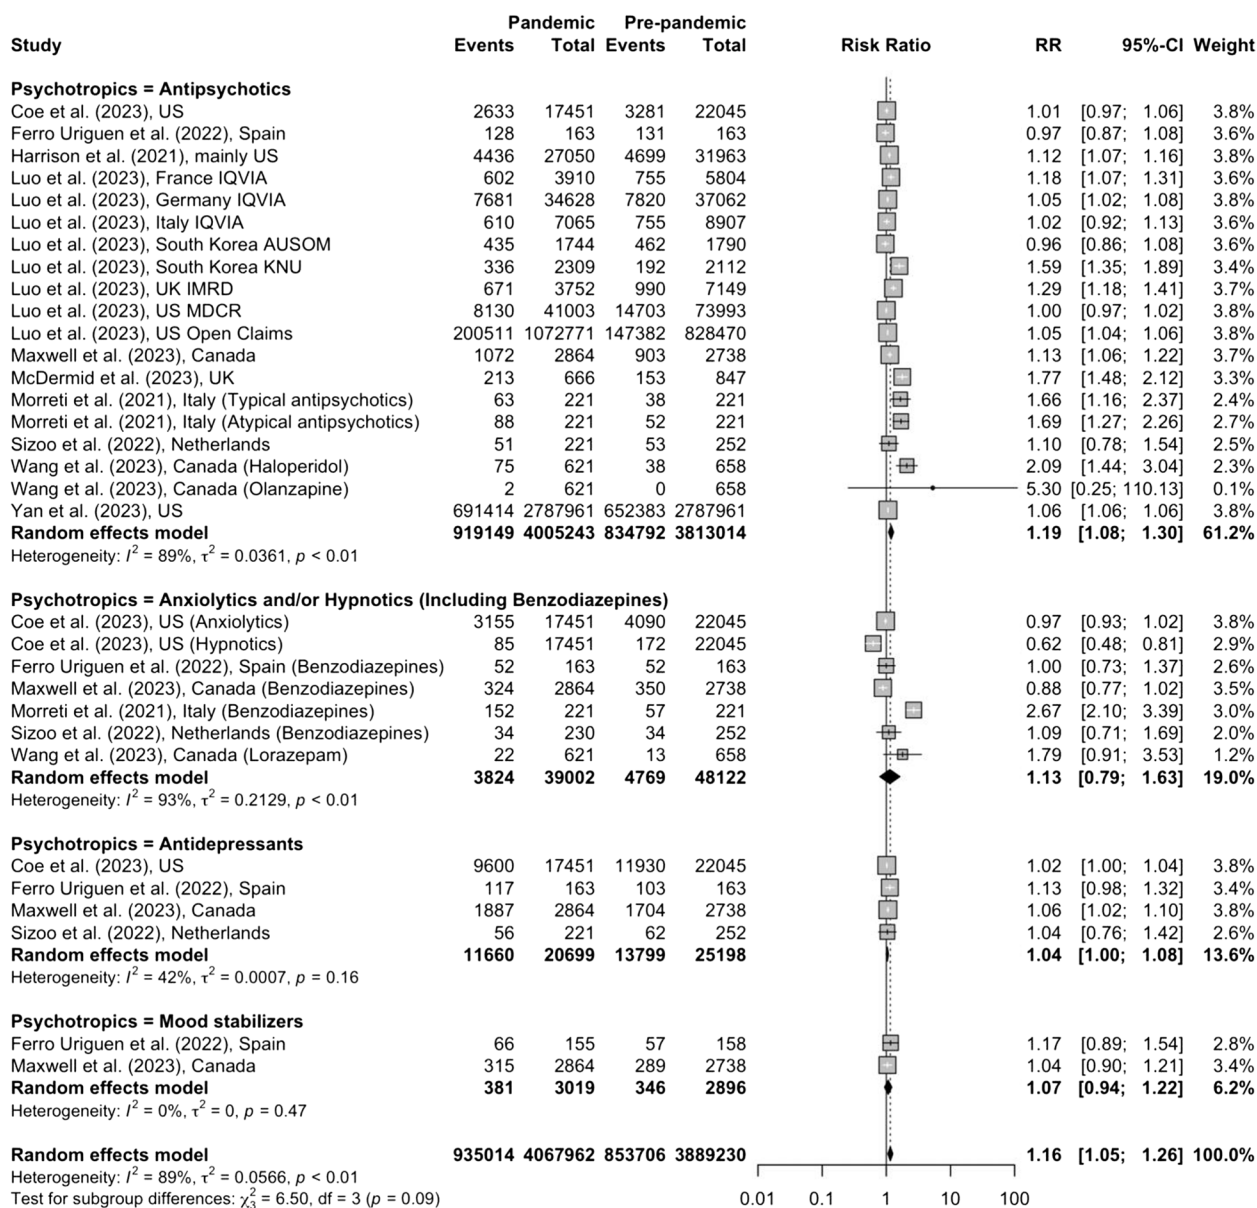 Pandemic Pre-pandemic
Study Events Total Events Total Risk Ratio RR 95%-CI Weight
Psychotropics = Antipsychotics
Coe et al. (2023), US 2633 17451 3281 22045 1.01 [0.97; 1.06] 3.8%
Ferro Uriguen et al. (2022), Spain 128 163 131 163 0.97 [0.87; 1.08] 3.6%
Harrison et al. (2021), mainly US 4436 27050 4699 31963 1.12 [1.07; 1.16] 3.8%
Luo et al. (2023), France IQVIA 602 3910 755 5804 1.18 [1.07; 1.31] 3.6%
Luo et al. (2023), Germany IQVIA 7681 34628 7820 37062 1.05 [1.02; 1.08] 3.8%
Luo et al. (2023), Italy IQVIA 610 7065 755 8907 1.02 [0.92; 1.13] 3.6%
Luo et al. (2023), South Korea AUSOM 435 1744 462 1790 0.96 [0.86; 1.08] 3.6%
Luo et al. (2023), South Korea KNU 336 2309 192 2112 1.59 [1.35; 1.89] 3.4%
Luo et al. (2023), UK IMRD 671 3752 990 7149 1.29 [1.18; 1.41] 3.7%
Luo et al. (2023), US MDCR 8130 41003 14703 73993 1.00 [0.97; 1.02] 3.8%
Luo et al. (2023), US Open Claims 200511 1072771 147382 828470 1.05 [1.04; 1.06] 3.8%
Maxwell et al. (2023), Canada 1072 2864 903 2738 1.13 [1.06; 1.22] 3.7%
McDermid et al. (2023), UK 213 666 153 847 1.77 [1.48; 2.12] 3.3%
Morreti et al. (2021), Italy (Typical antipsychotics) 63 221 38 221 1.66 [1.16; 2.37] 2.4%
Morreti et al. (2021), Italy (Atypical antipsychotics) 88 221 52 221 1.69 [1.27; 2.26] 2.7%
Sizoo et al. (2022), Netherlands 51 221 53 252 1.10 [0.78; 1.54] 2.5%
Wang et al. (2023), Canada (Haloperidol) 75 621 38 658 2.09 [1.44; 3.04] 2.3%
Wang et al. (2023), Canada (Olanzapine) 2 621 0 658 5.30 [0.25; 110.13] 0.1%
Yan et al. (2023), US 691414 2787961 652383 2787961 1.06 [1.06; 1.06] 3.8%
Random effects model 919149 4005243 834792 3813014 1.19 [1.08; 1.30] 61.2%
Heterogeneity: I² = 89%, τ² = 0.0361, p < 0.01
Psychotropics = Anxiolytics and/or Hypnotics (Including Benzodiazepines)
Coe et al. (2023), US (Anxiolytics) 3155 17451 4090 22045 0.97 [0.93; 1.02] 3.8%
Coe et al. (2023), US (Hypnotics) 85 17451 172 22045 0.62 [0.48; 0.81] 2.9%
Ferro Uriguen et al. (2022), Spain (Benzodiazepines) 52 163 52 163 1.00 [0.73; 1.37] 2.6%
Maxwell et al. (2023), Canada (Benzodiazepines) 324 2864 350 2738 0.88 [0.77; 1.02] 3.5%
Morreti et al. (2021), Italy (Benzodiazepines) 152 221 57 221 2.67 [2.10; 3.39] 3.0%
Sizoo et al. (2022), Netherlands (Benzodiazepines) 34 230 34 252 1.09 [0.71; 1.69] 2.0%
Wang et al. (2023), Canada (Lorazepam) 22 621 13 658 1.79 [0.91; 3.53] 1.2%
Random effects model 3824 39002 4769 48122 1.13 [0.79; 1.63] 19.0%
Heterogeneity: I² = 93%, τ² = 0.2129, p < 0.01
Psychotropics = Antidepressants
Coe et al. (2023), US 9600 17451 11930 22045 1.02 [1.00; 1.04] 3.8%
Ferro Uriguen et al. (2022), Spain 117 163 103 163 1.13 [0.98; 1.32] 3.4%
Maxwell et al. (2023), Canada 1887 2864 1704 2738 1.06 [1.02; 1.10] 3.8%
Sizoo et al. (2022), Netherlands 56 221 62 252 1.04 [0.76; 1.42] 2.6%
Random effects model 11660 20699 13799 25198 1.04 [1.00; 1.08] 13.6%
Heterogeneity: I² = 42%, τ² = 0.0007, p = 0.16
Psychotropics = Mood stabilizers
Ferro Uriguen et al. (2022), Spain 66 155 57 158 1.17 [0.89; 1.54] 2.8%
Maxwell et al. (2023), Canada 315 2864 289 2738 1.04 [0.90; 1.21] 3.4%
Random effects model 381 3019 346 2896 1.07 [0.94; 1.22] 6.2%
Heterogeneity: I² = 0%, τ² = 0, p = 0.47
Random effects model 935014 4067962 853706 3889230 1.16 [1.05; 1.26] 100.0%
Heterogeneity: I² = 89%, τ² = 0.0566, p < 0.01
Test for subgroup differences: χ²₃ = 6.50, df = 3 (p = 0.09) 0.01 0.1 1 10 100